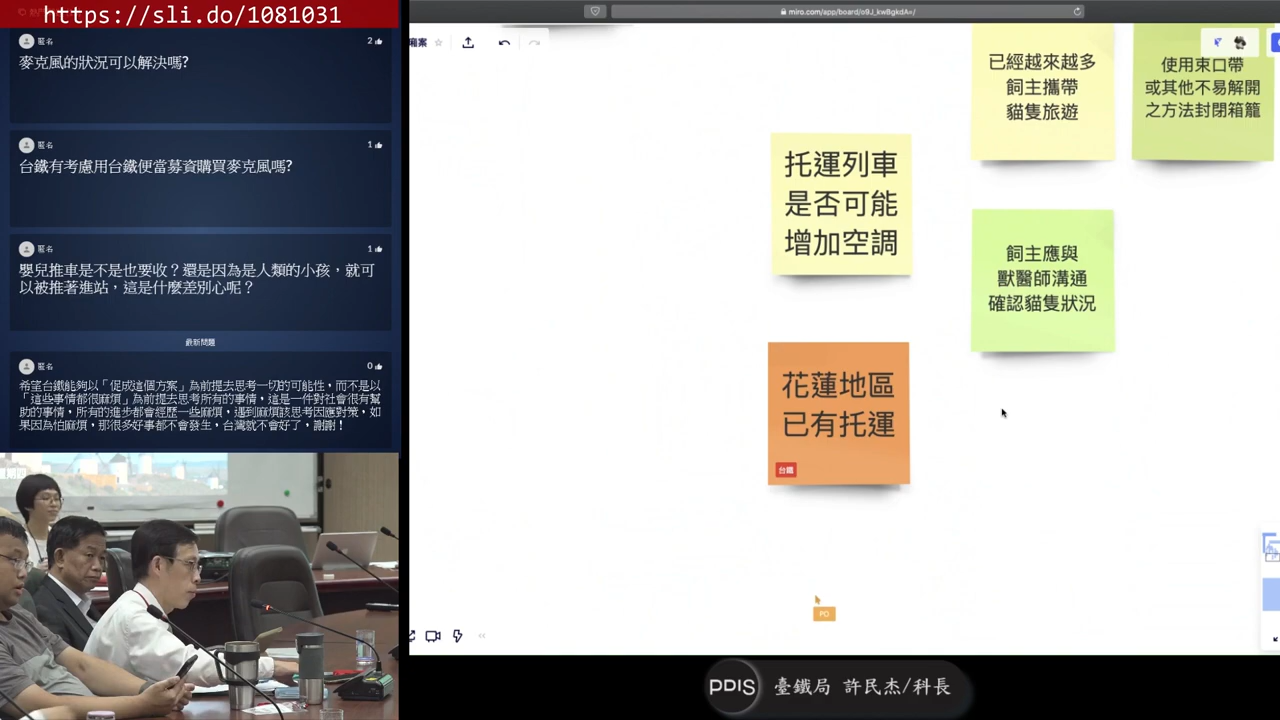 https://sli.do/1081031
匿名
2
麥克風的狀況可以解決嗎?
匿名
1
台鐵有考慮用台鐵便當募資購買麥克風嗎?
匿名
1
嬰兒推車是不是也要收？還是因為是人類的小孩，就可
以被推著進站，這是什麼差別心呢？
最新問題
匿名
0
希望台鐵能夠以「促成這個方案」為前提去思考一切的可能性，而不是以
「這些事情都很麻煩」為前提去思考所有的事情，這是一件對社會很有幫
助的事情，所有的進步都會經歷一些麻煩，遇到麻煩該思考因應對策，如
果因為怕麻煩，那很多好事都不會發生，台灣就不會好了，謝謝！
miro.com/app/board/o9J_kwBgkdA=/
廂案
已經越來越多
飼主攜帶
貓隻旅遊
使用束口帶
或其他不易解開
之方法封閉箱籠
托運列車
是否可能
增加空調
飼主應與
獸醫師溝通
確認貓隻狀況
花蓮地區
已有托運
台鐵
PO
PDIS
臺鐵局 許民杰/科長